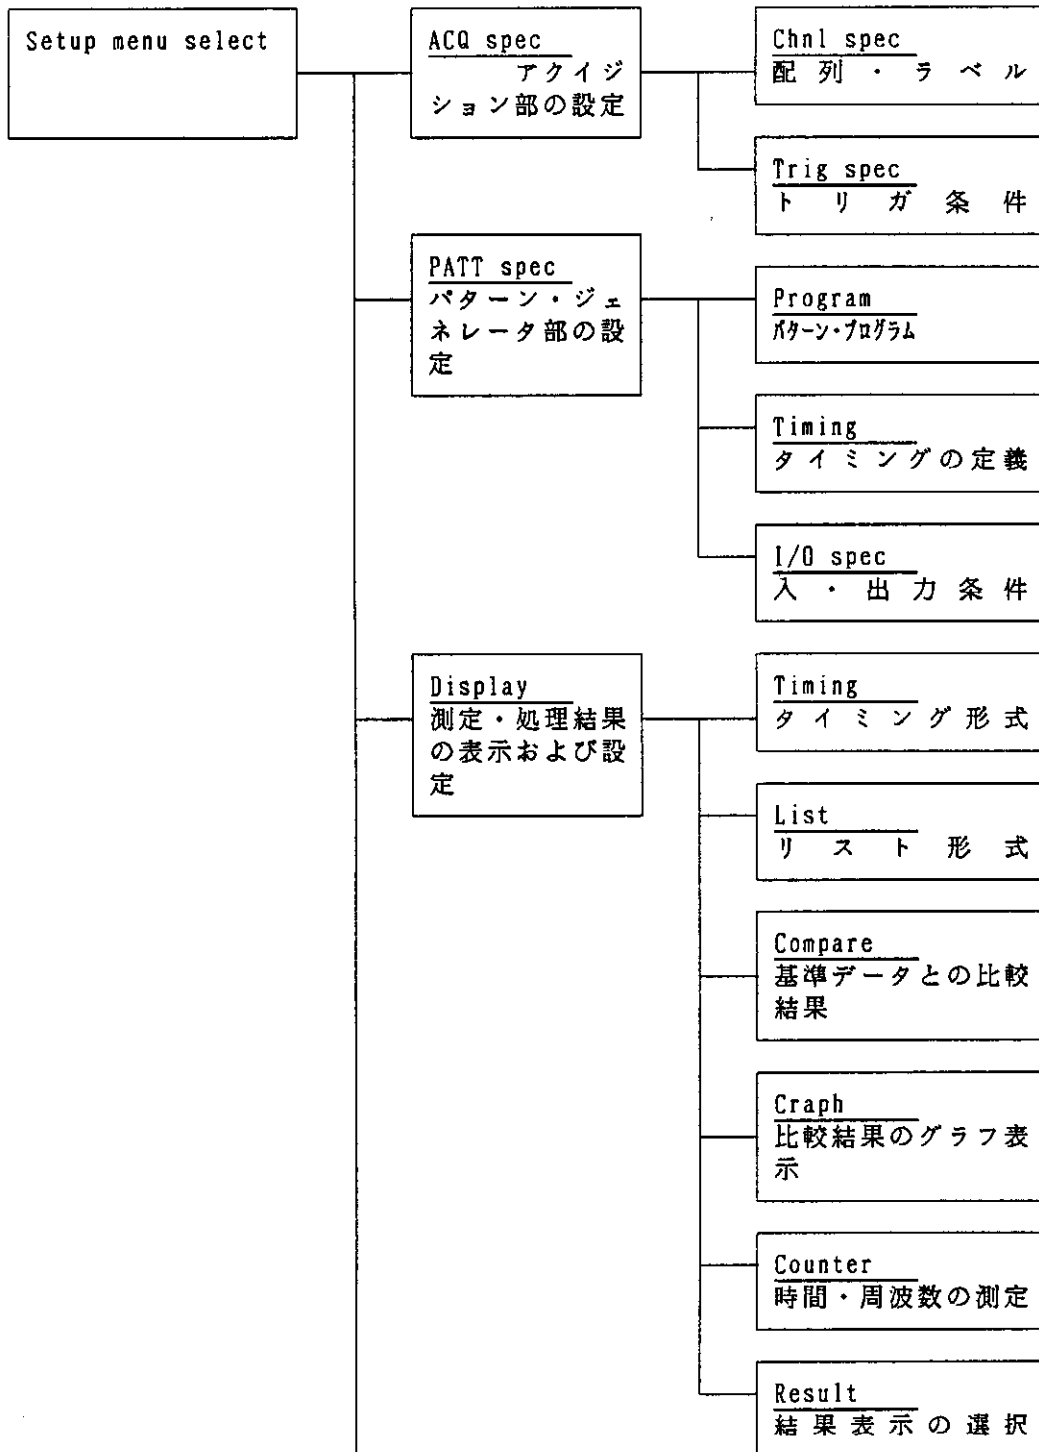 Setup menu select
ACQ spec
アクイジ
ション部の設定
Chnl spec
配列・ラベル
Trig spec
トリガ条件
PATT spec
パターン・ジェ
ネレータ部の設
定
Program
パターン・プログラム
Timing
タイミングの定義
I/O spec
入・出力条件
Display
測定・処理結果
の表示および設
定
Timing
タイミング形式
List
リスト形式
Compare
基準データとの比較
結果
Craph
比較結果のグラフ表
示
Counter
時間・周波数の測定
Result
結果表示の選択